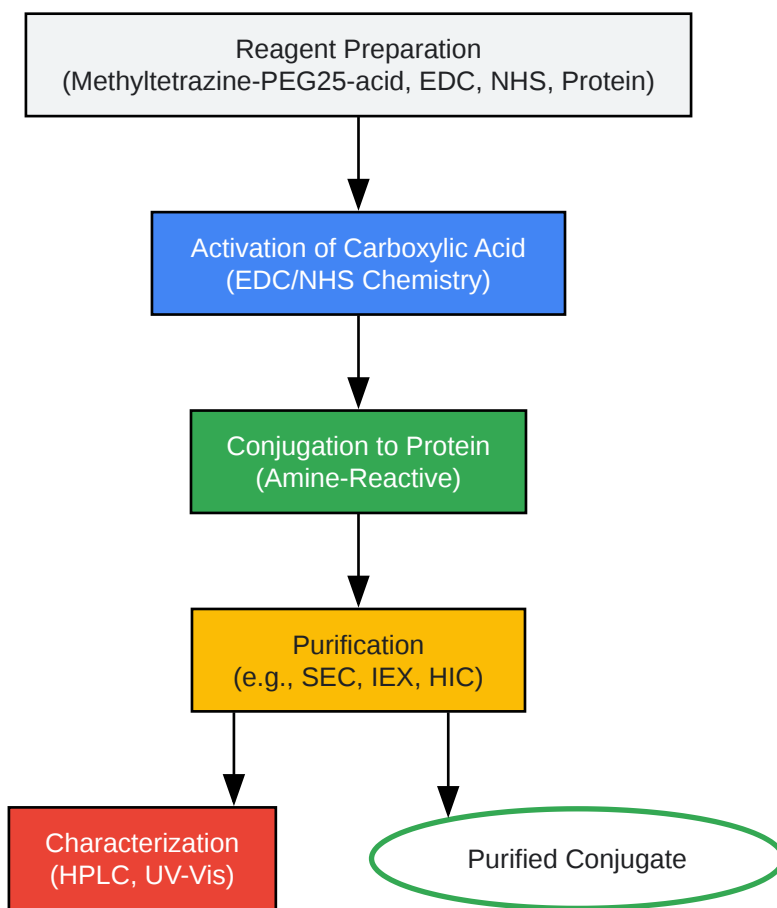 Reagent Preparation
(Methyltetrazine-PEG25-acid, EDC, NHS, Protein)
Activation of Carboxylic Acid
(EDC/NHS Chemistry)
Conjugation to Protein
(Amine-Reactive)
Purification
(e.g., SEC, IEX, HIC)
Characterization
(HPLC, UV-Vis)
Purified Conjugate